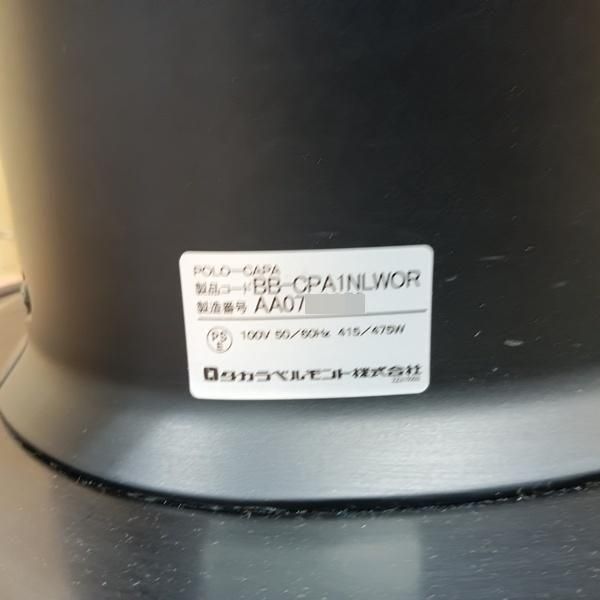 POLO-CAPA
製品コード BB-CPA1NLWOR
製造番号 AA07
PS
E
100V 50/60Hz 415/475W
タカラベルモント株式会社